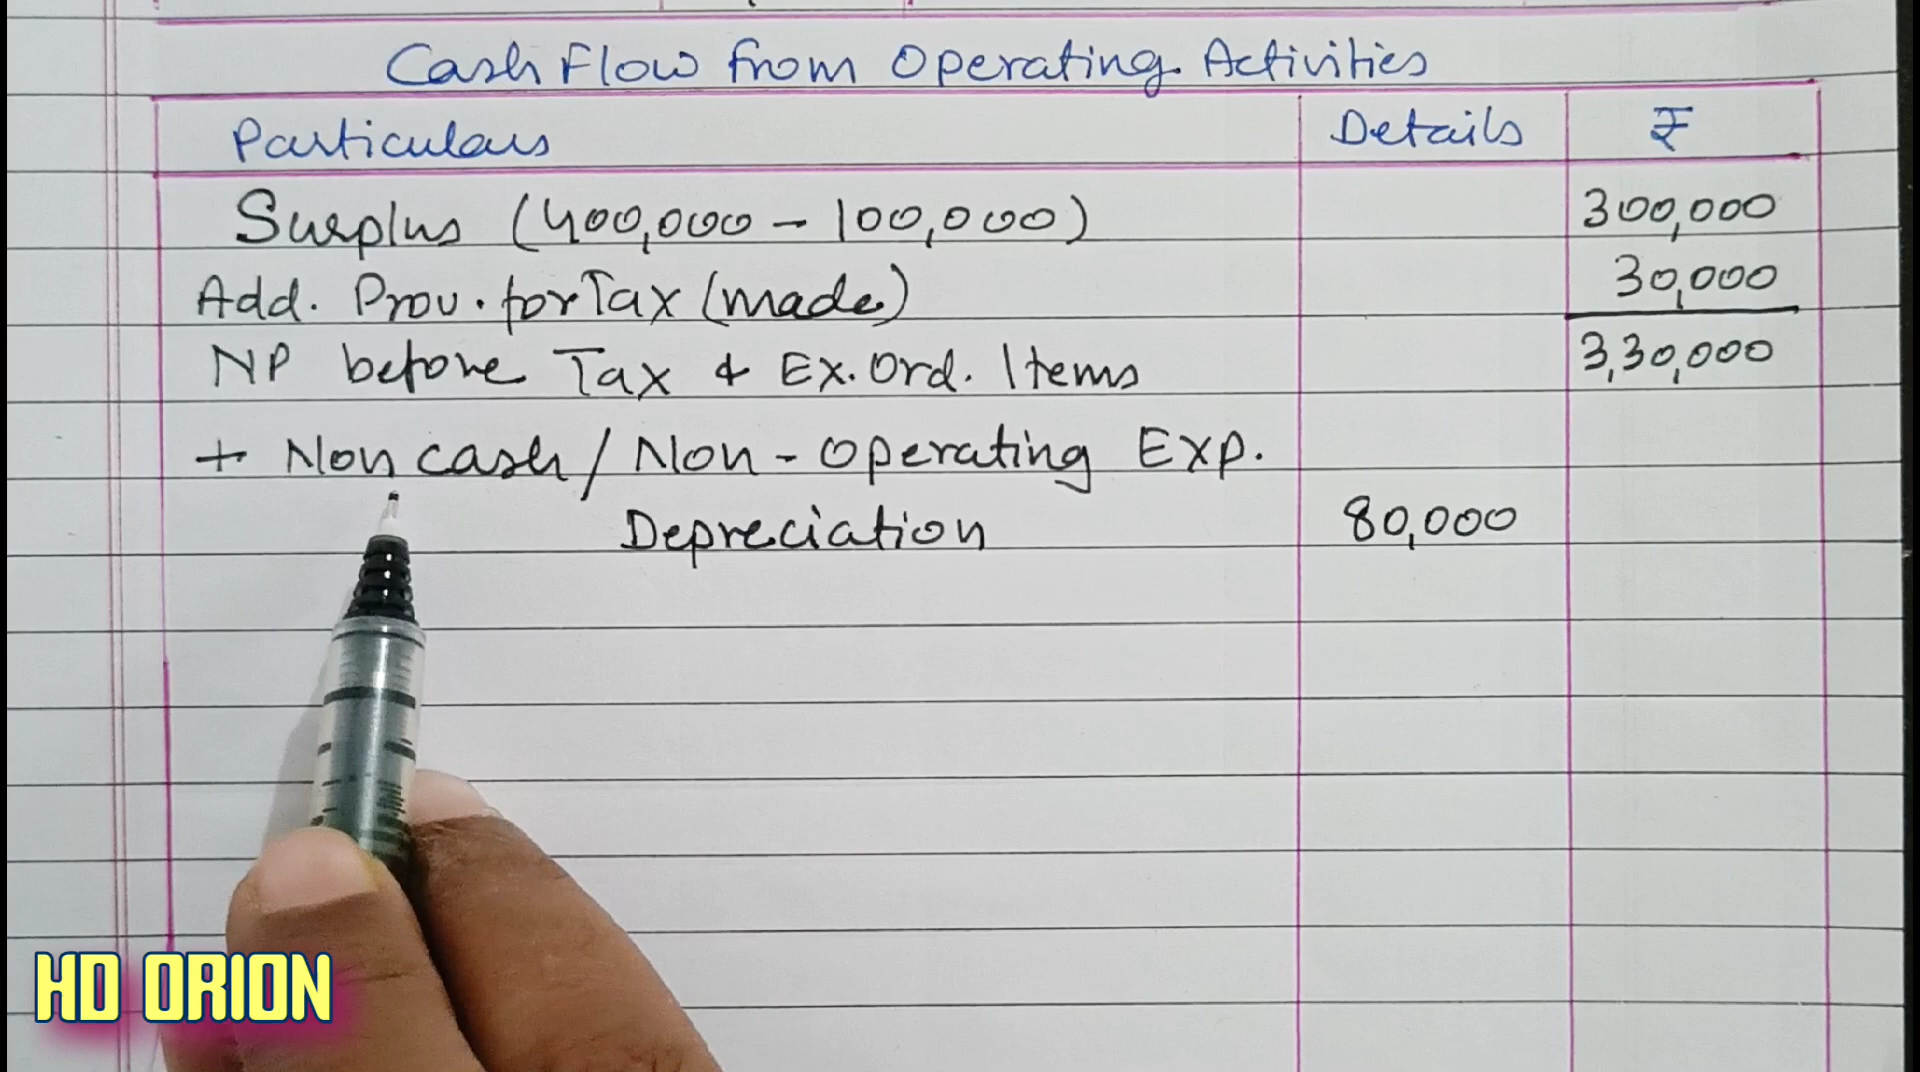 Cash Flow from Operating Activities
Particulars Details ₹
Surplus (400,000 - 100,000) 300,000
Add. Prov. for Tax (made) 30,000
NP before Tax & Ex. Ord. Items 3,30,000
+ Non cash / Non - Operating Exp.
Depreciation 80,000
HD ORION